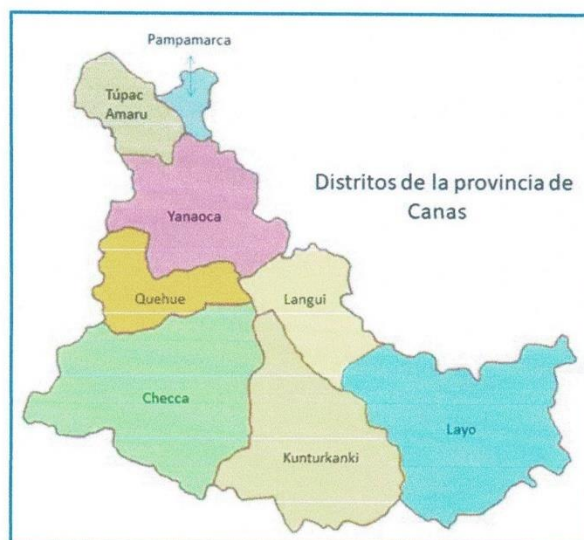 Pampamarca
Túpac
Amaru
Distritos de la provincia de
Canas
Yanaoca
Quehue
Langui
Checca
Layo
Kunturkanki